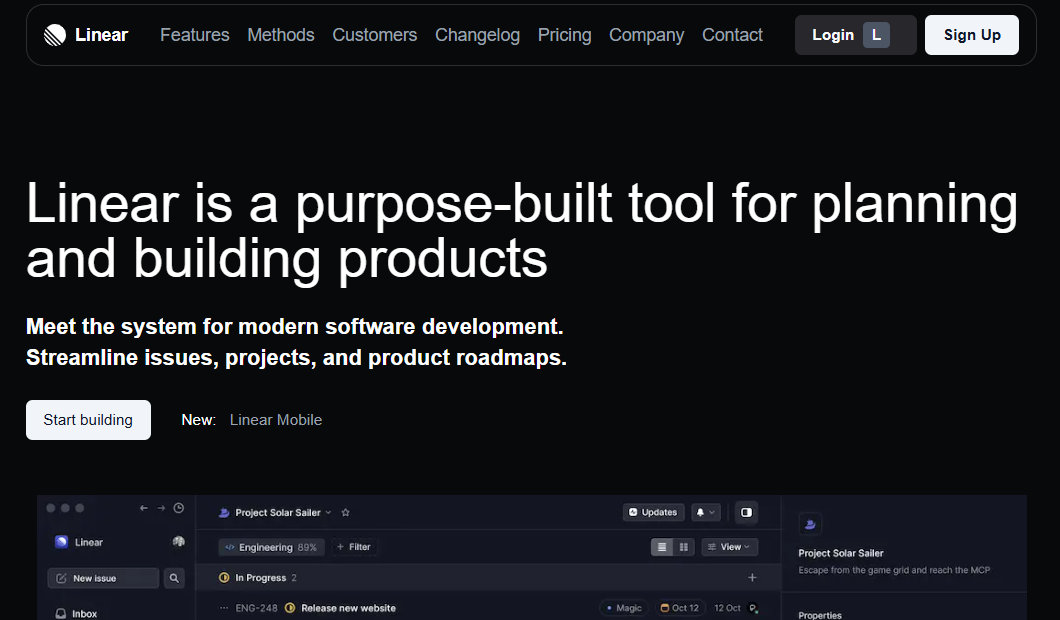 Linear Features Methods Customers Changelog Pricing Company Contact Login L Sign Up
Linear is a purpose-built tool for planning
and building products
Meet the system for modern software development.
Streamline issues, projects, and product roadmaps.
Start building New: Linear Mobile
Project Solar Sailer Updates
Linear
Engineering 89% + Filter View
Project Solar Sailer
Escape from the game grid and reach the MCP
New issue
In Progress 2 +
ENG-248 Release new website Magic Oct 12 12 Oct
Inbox
Properties